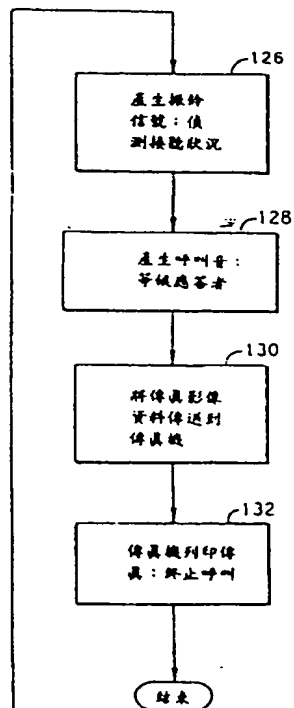 126
產生振鈴
信號：偵
測接聽狀況
128
產生呼叫音：
等候應答者
130
將傳真影像
資料傳送到
傳真機
132
傳真機列印傳
真：終止呼叫
結束